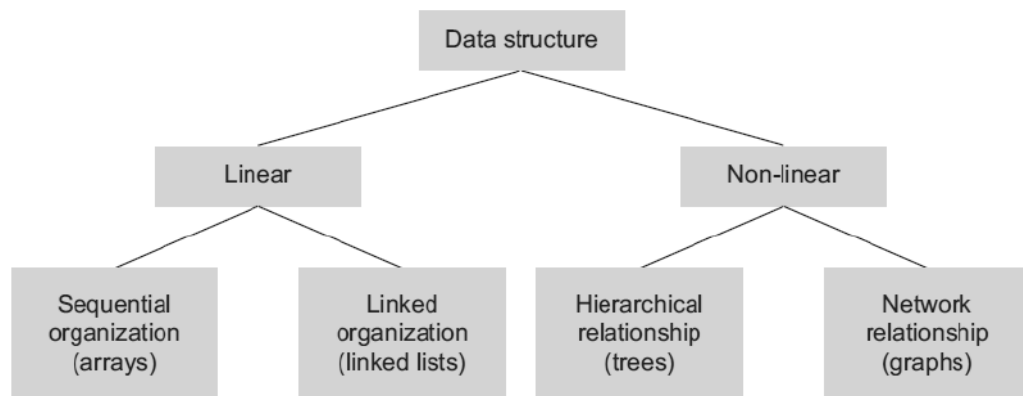 Data structure
Linear
Non-linear
Sequential
organization
(arrays)
Linked
organization
(linked lists)
Hierarchical
relationship
(trees)
Network
relationship
(graphs)